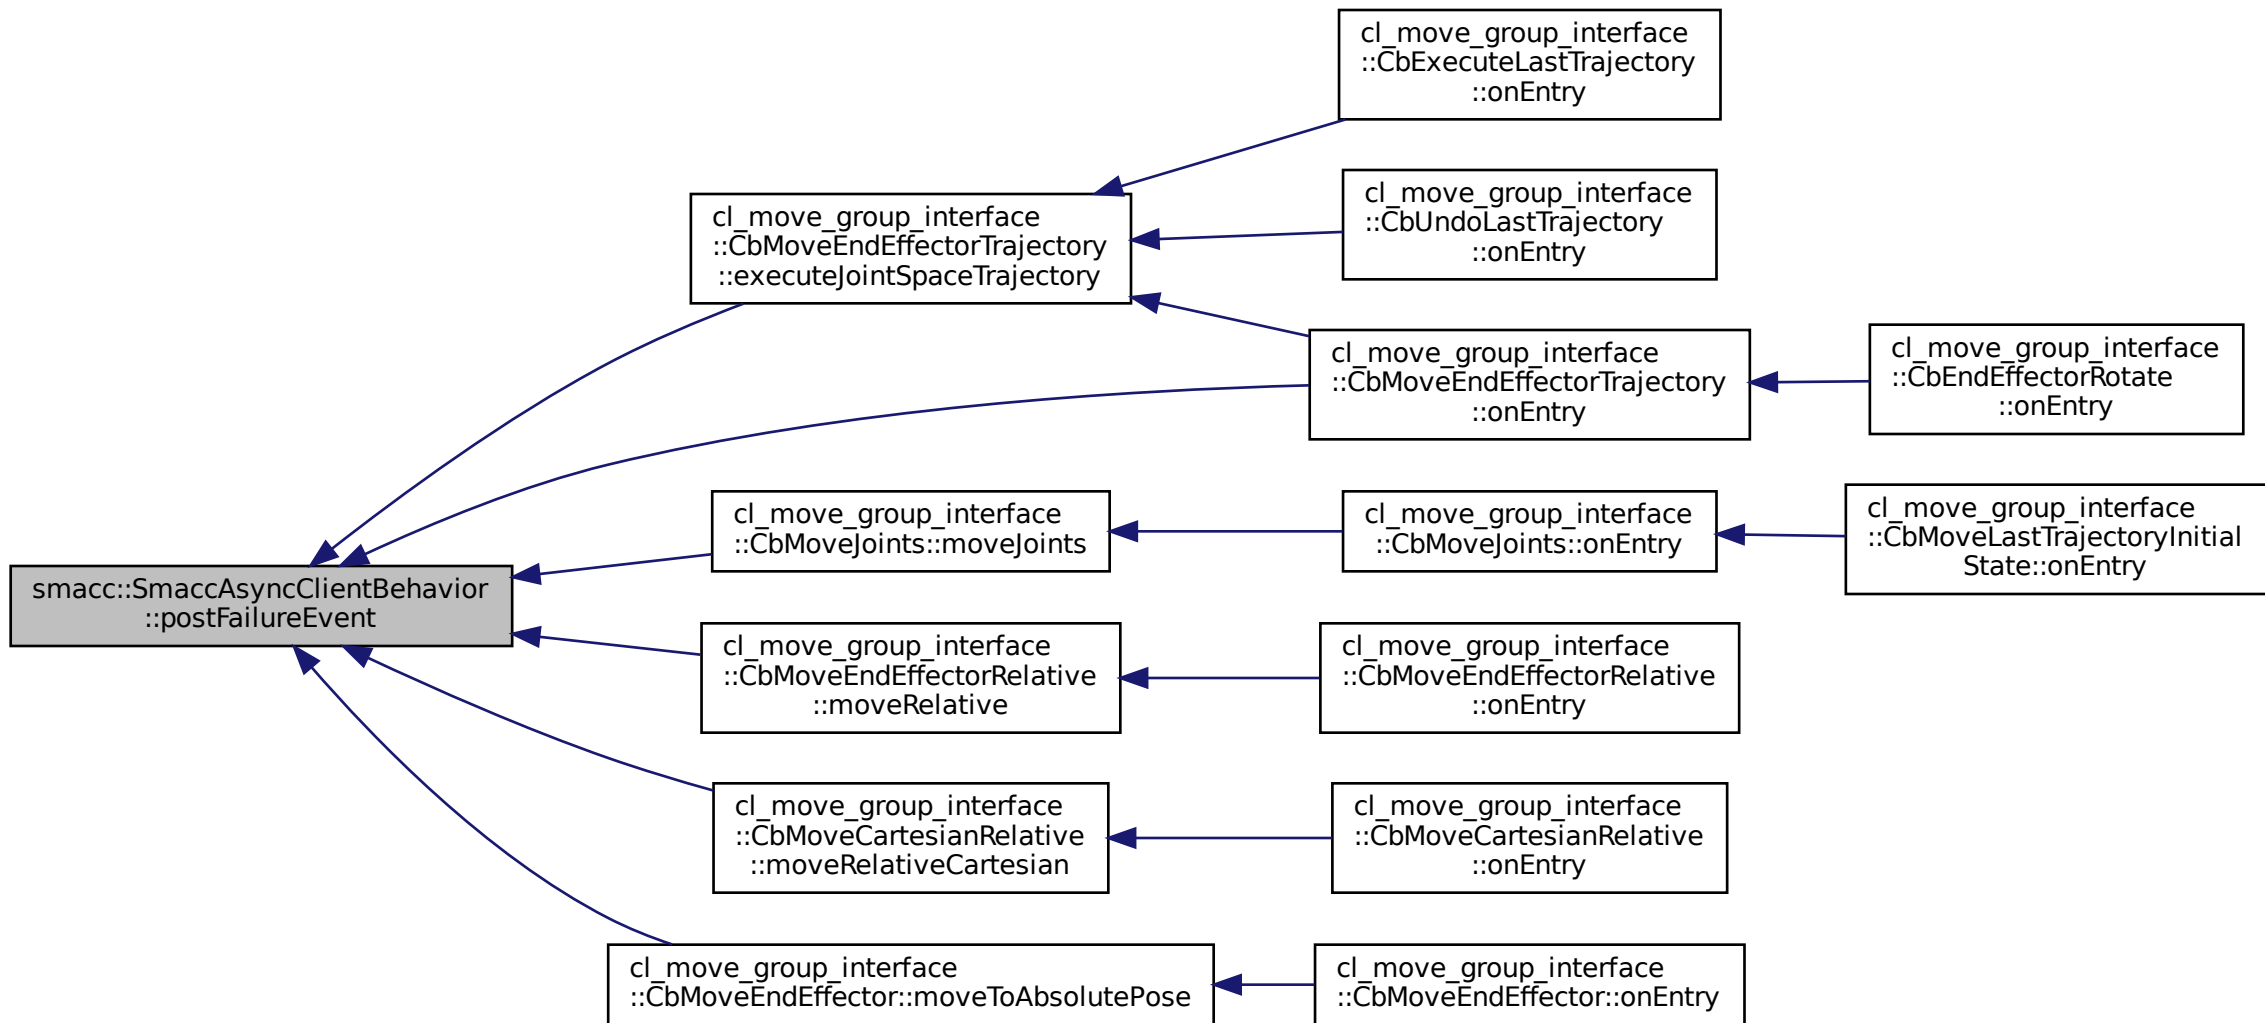 cl_move_group_interface
::CbExecuteLastTrajectory
::onEntry
cl_move_group_interface
::CbUndoLastTrajectory
::onEntry
cl_move_group_interface
::CbMoveEndEffectorTrajectory
::executeJointSpaceTrajectory
cl_move_group_interface
::CbMoveEndEffectorTrajectory
::onEntry
cl_move_group_interface
::CbEndEffectorRotate
::onEntry
smacc::SmaccAsyncClientBehavior
::postFailureEvent
cl_move_group_interface
::CbMoveJoints::moveJoints
cl_move_group_interface
::CbMoveJoints::onEntry
cl_move_group_interface
::CbMoveLastTrajectoryInitial
State::onEntry
cl_move_group_interface
::CbMoveEndEffectorRelative
::moveRelative
cl_move_group_interface
::CbMoveEndEffectorRelative
::onEntry
cl_move_group_interface
::CbMoveCartesianRelative
::moveRelativeCartesian
cl_move_group_interface
::CbMoveCartesianRelative
::onEntry
cl_move_group_interface
::CbMoveEndEffector::moveToAbsolutePose
cl_move_group_interface
::CbMoveEndEffector::onEntry